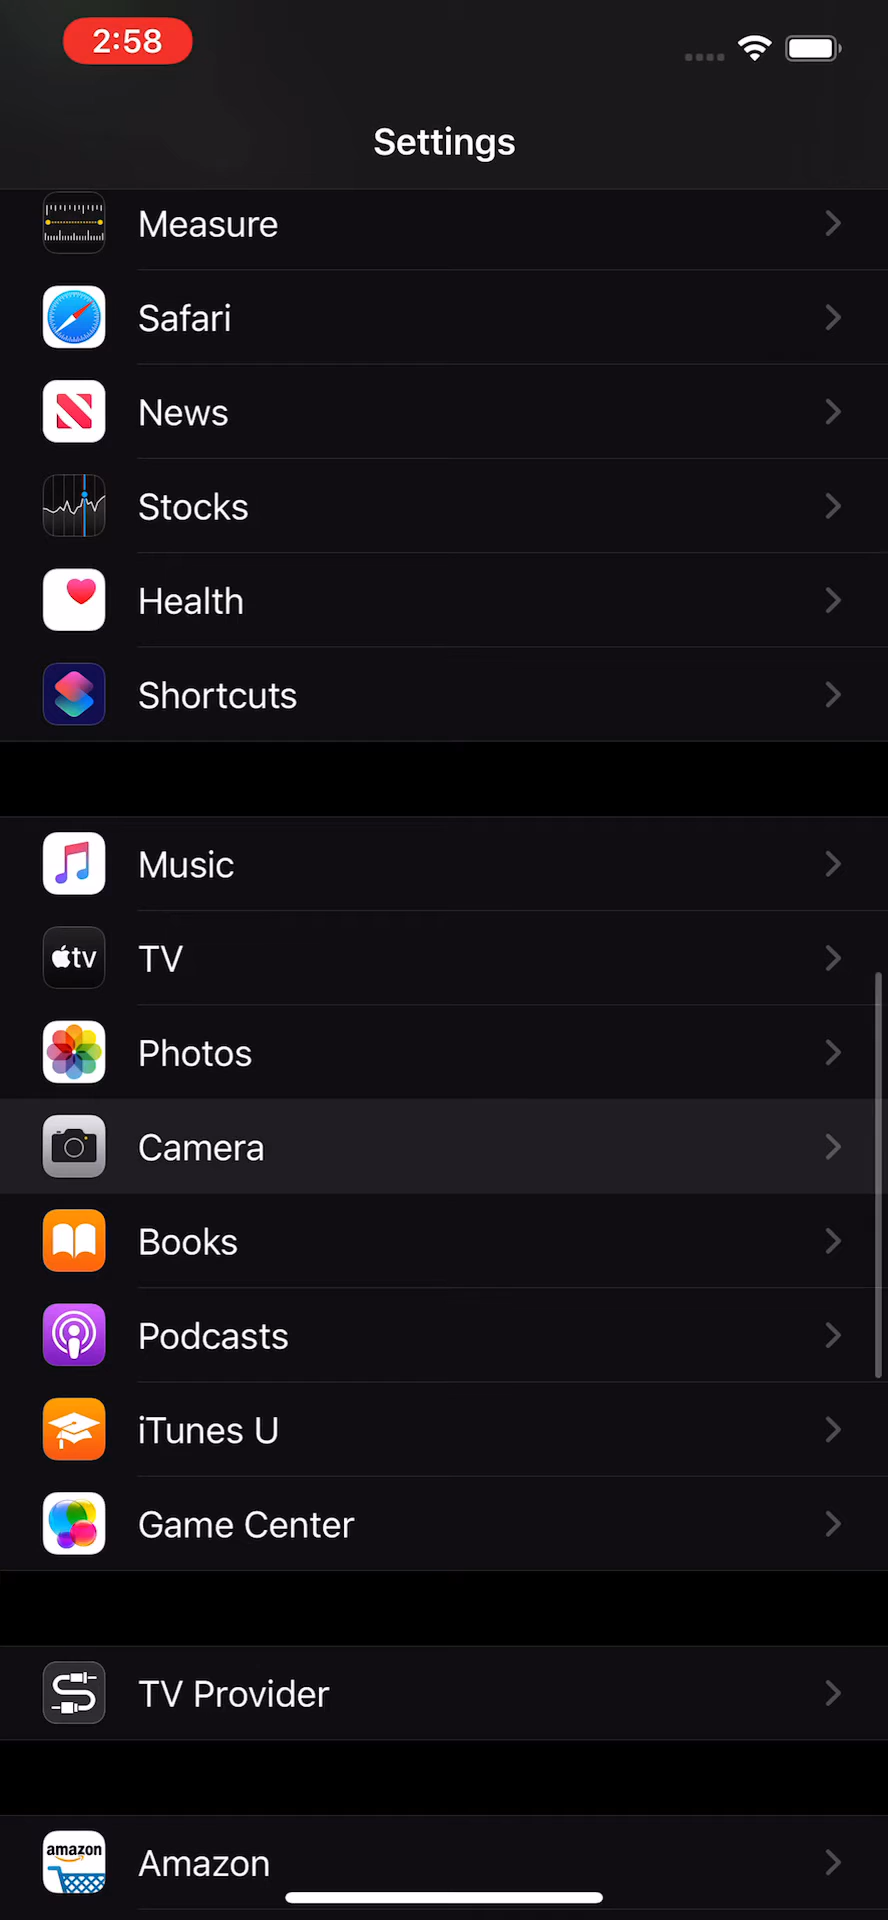 2:58
Settings
Measure
Safari
News
Stocks
Health
Shortcuts
Music
tv TV
Photos
Camera
Books
Podcasts
iTunes U
Game Center
TV Provider
amazon
Amazon